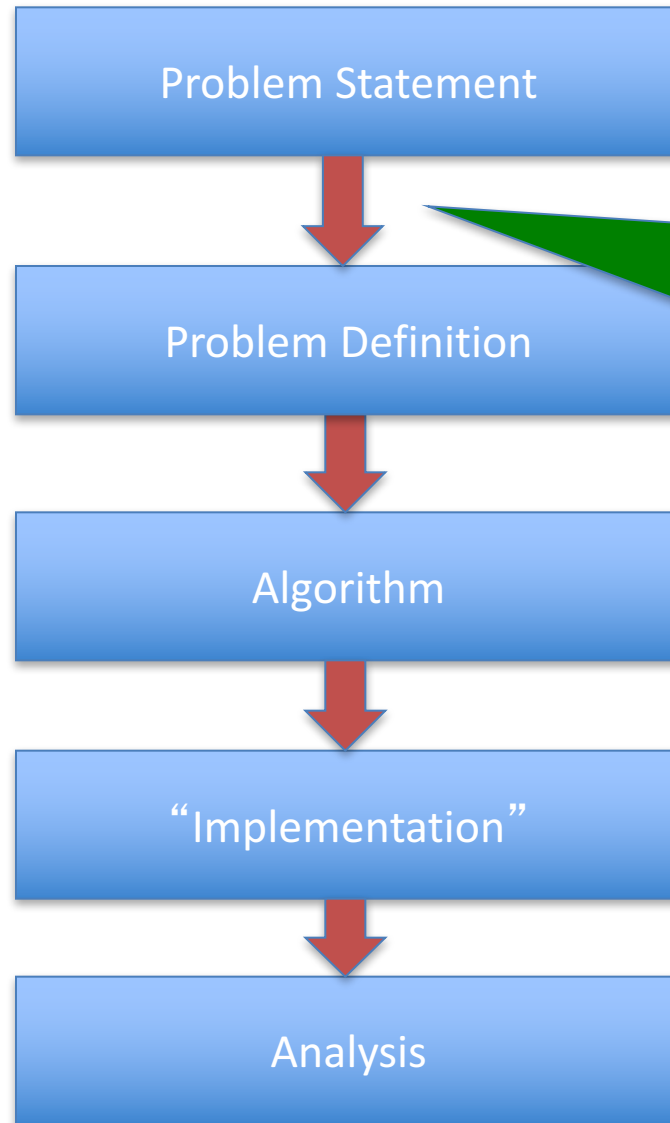 Problem Statement
Problem Definition
Algorithm
“Implementation”
Analysis